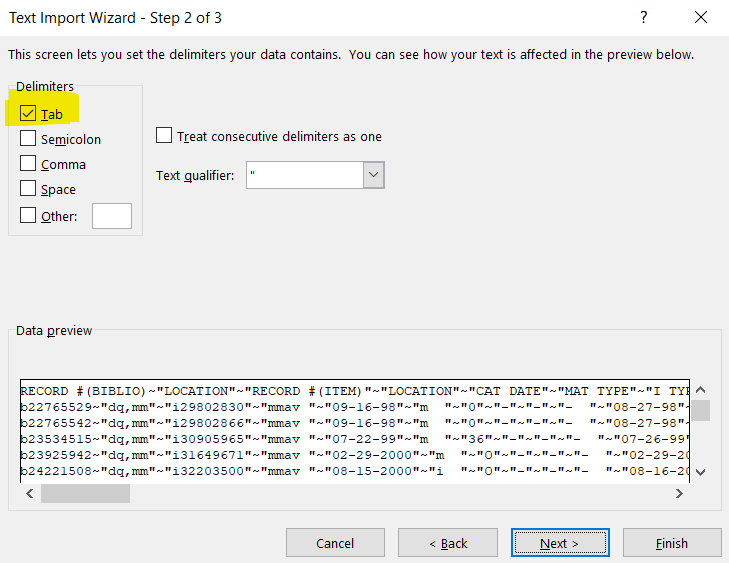 Text Import Wizard - Step 2 of 3
?
This screen lets you set the delimiters your data contains.  You can see how your text is affected in the preview below.
Delimiters
Tab
Semicolon
Comma
Space
Other:
Treat consecutive delimiters as one
Text qualifier:
"
Data preview
RECORD #(BIBLIO)~"LOCATION"~"RECORD #(ITEM)"~"LOCATION"~"CAT DATE"~"MAT TYPE"~"I TYP
b22765529~"dq,mm"~"i29802830"~"mmav "~"09-16-98"~"m  "~"0"~"-"~"-"~"-  "~"08-27-98"~
b22765542~"dq,mm"~"i29802866"~"mmav "~"09-16-98"~"m  "~"0"~"-"~"-"~"-  "~"08-27-98"~
b23534515~"dq,mm"~"i30905965"~"mmav "~"07-22-99"~"m  "~"36"~"-"~"-"~"-  "~"07-26-99"
b23925942~"dq,mm"~"i31649671"~"mmav "~"02-29-2000"~"m  "~"0"~"-"~"-"~"-  "~"02-29-20
b24221508~"dq,mm"~"i32203500"~"mmav "~"08-15-2000"~"i  "~"0"~"-"~"-"~"-  "~"08-16-20
Cancel
< Back
Next >
Finish